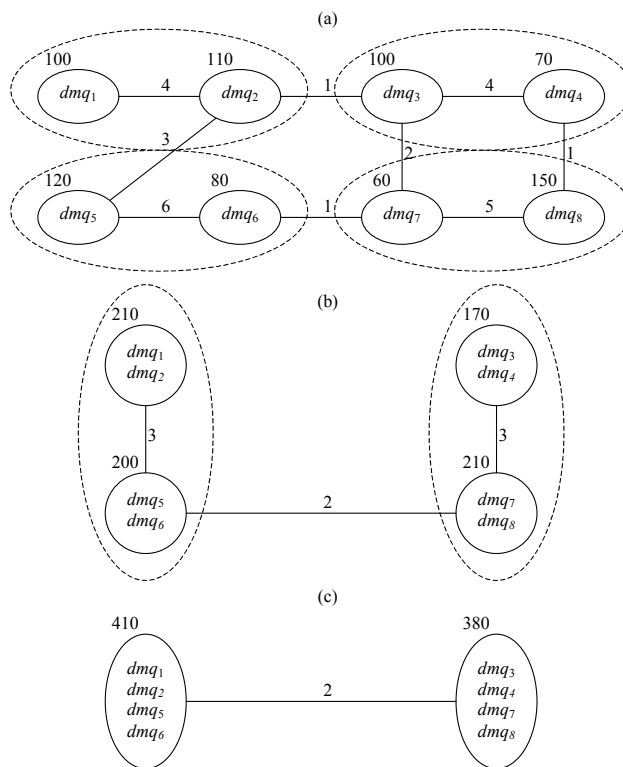 (a)
100 110 100 70
dmq1 4 dmq2 1 dmq3 4 dmq4
3 2 1
120 80 60 150
dmq5 6 dmq6 1 dmq7 5 dmq8
(b)
210 170
dmq1 dmq3
dmq2 dmq4
3 3
200 210
dmq5 2 dmq7
dmq6 dmq8
(c)
410 380
dmq1 dmq3
dmq2 2 dmq4
dmq5 dmq7
dmq6 dmq8